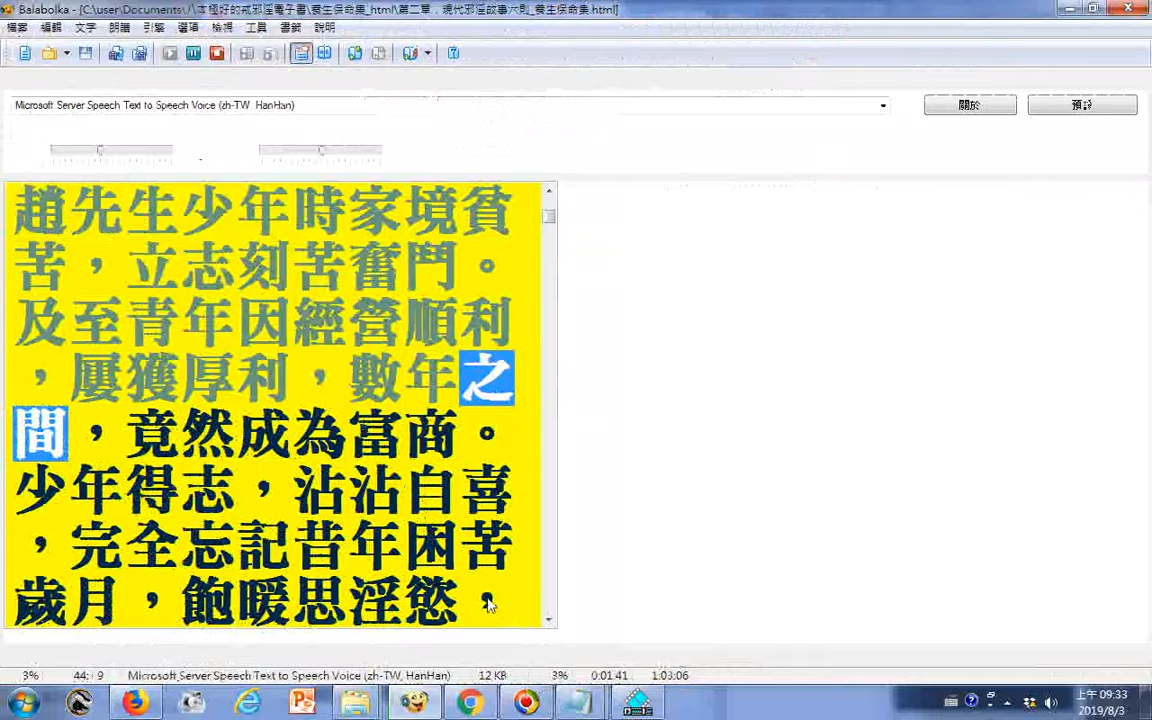 Balabolka - [C:\user\Documents\八本極好的戒邪淫電子書\養生保命集_html\第二章．現代邪淫故事六則_養生保命集.html]
檔案 編輯 文字 朗讀 引擎 選項 檢視 工具 書籤 說明
Microsoft Server Speech Text to Speech Voice (zh-TW, HanHan)
關於 預設
趙先生少年時家境貧
苦，立志刻苦奮鬥。
及至青年因經營順利
，屢獲厚利，數年之
間，竟然成為富商。
少年得志，沾沾自喜
，完全忘記昔年困苦
歲月，飽暖思淫慾，
3% 44: 9 Microsoft Server Speech Text to Speech Voice (zh-TW, HanHan) 12 KB 3% 0:01:41 1:03:06
上午 09:33
2019/8/3